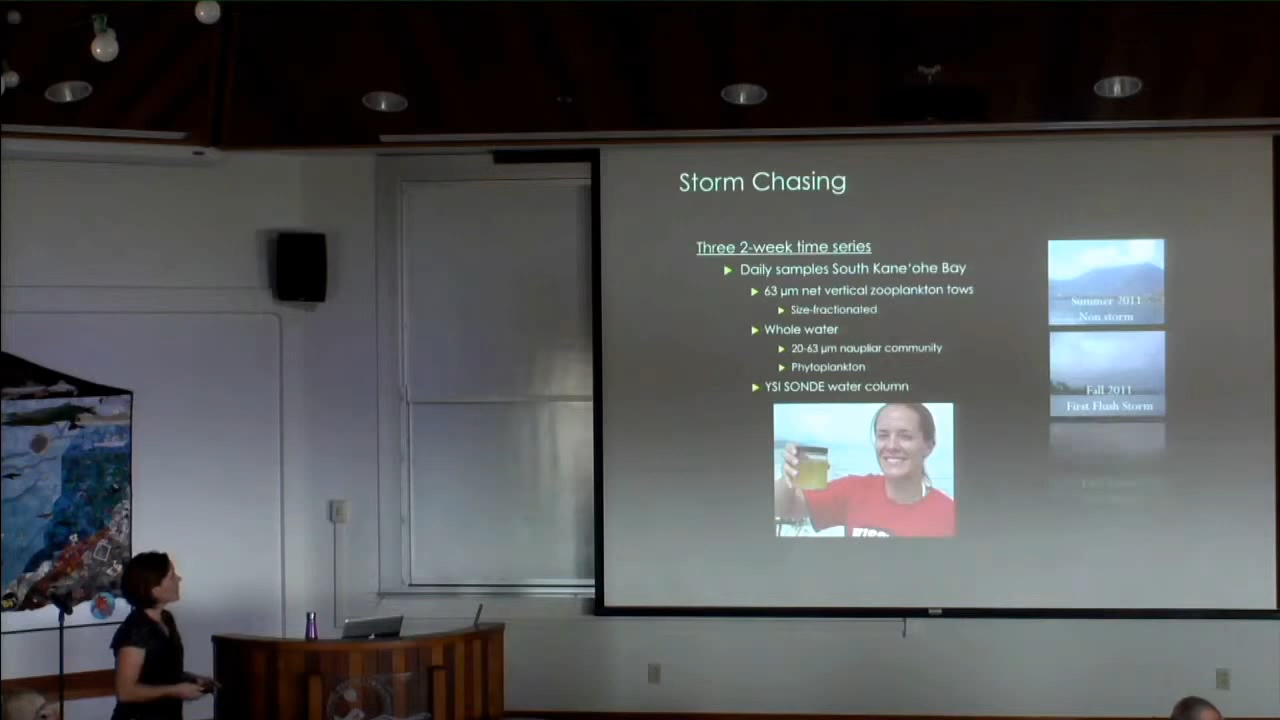 Storm Chasing
Three 2-week time series
Daily samples South Kane‘ohe Bay
63 µm net vertical zooplankton tows
Size-fractionated
Whole water
20-63 µm naupliar community
Phytoplankton
YSI SONDE water column
Summer 2011
Non storm
Fall 2011
First Flush Storm